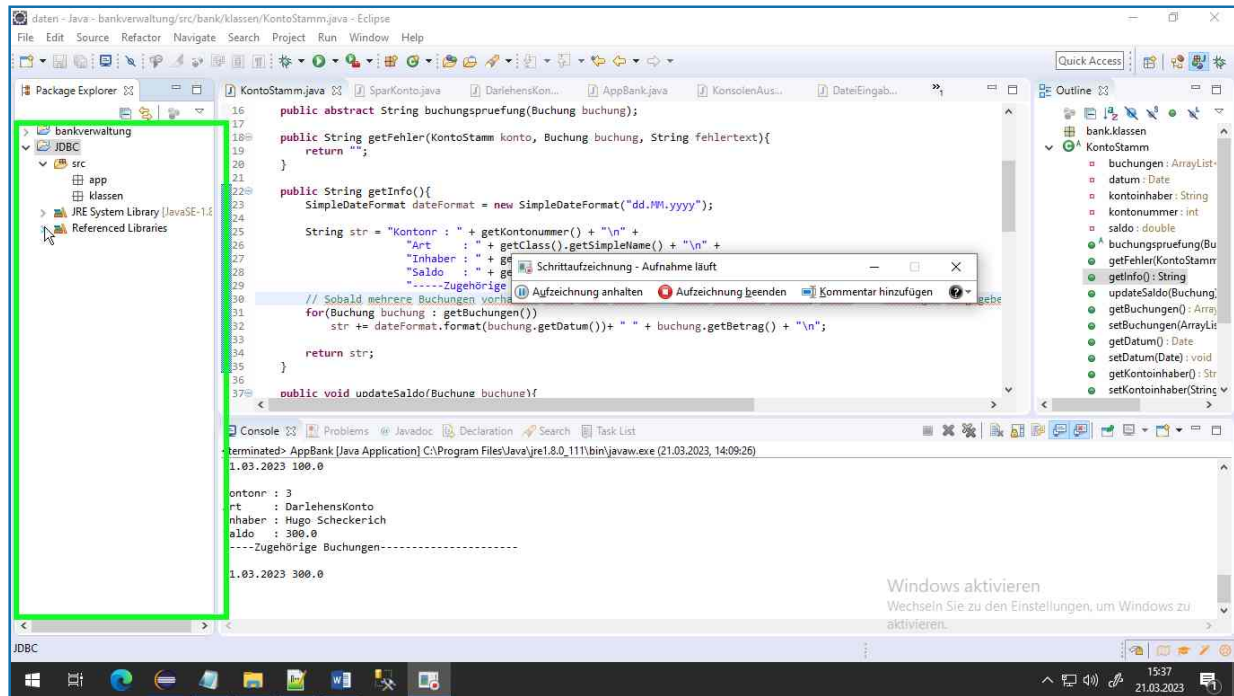 daten - Java - bankverwaltung/src/bank/klassen/KontoStamm.java - Eclipse
File Edit Source Refactor Navigate Search Project Run Window Help
Quick Access
Package Explorer
bankverwaltung
JDBC
src
app
klassen
JRE System Library [JavaSE-1.8
Referenced Libraries
KontoStamm.java SparKonto.java DarlehensKon... AppBank.java KonsolenAus... DateiEingab... »1
16 public abstract String buchungspruefung(Buchung buchung);
17
18 public String getFehler(KontoStamm konto, Buchung buchung, String fehlertext){
19 return "";
20 }
21
22 public String getInfo(){
23 SimpleDateFormat dateFormat = new SimpleDateFormat("dd.MM.yyyy");
24
25 String str = "Kontonr : " + getKontonummer() + "\n" +
26 "Art : " + getClass().getSimpleName() + "\n" +
27 "Inhaber : " + ge
28 "Saldo : " + ge
29 "-----Zugehörige
30 // Sobald mehrere Buchungen vorha
31 for(Buchung buchung : getBuchungen())
32 str += dateFormat.format(buchung.getDatum())+ " " + buchung.getBetrag() + "\n";
33
34 return str;
35 }
36
37 public void updateSaldo(Buchung buchung){
Schrittaufzeichnung - Aufnahme läuft
Aufzeichnung anhalten Aufzeichnung beenden Kommentar hinzufügen
Outline
bank.klassen
KontoStamm
buchungen : ArrayList<
datum : Date
kontoinhaber : String
kontonummer : int
saldo : double
buchungspruefung(Bu
getFehler(KontoStamm
getInfo() : String
updateSaldo(Buchung)
getBuchungen() : Array
setBuchungen(ArrayLis
getDatum() : Date
setDatum(Date) : void
getKontoinhaber() : Str
setKontoinhaber(String
Console Problems Javadoc Declaration Search Task List
<terminated> AppBank [Java Application] C:\Program Files\Java\jre1.8.0_111\bin\javaw.exe (21.03.2023, 14:09:26)
1.03.2023 100.0
ontonr : 3
rt : DarlehensKonto
nhaber : Hugo Scheckerich
aldo : 300.0
----Zugehörige Buchungen----------------------
1.03.2023 300.0
Windows aktivieren
Wechseln Sie zu den Einstellungen, um Windows zu
aktivieren.
JDBC
15:37
21.03.2023